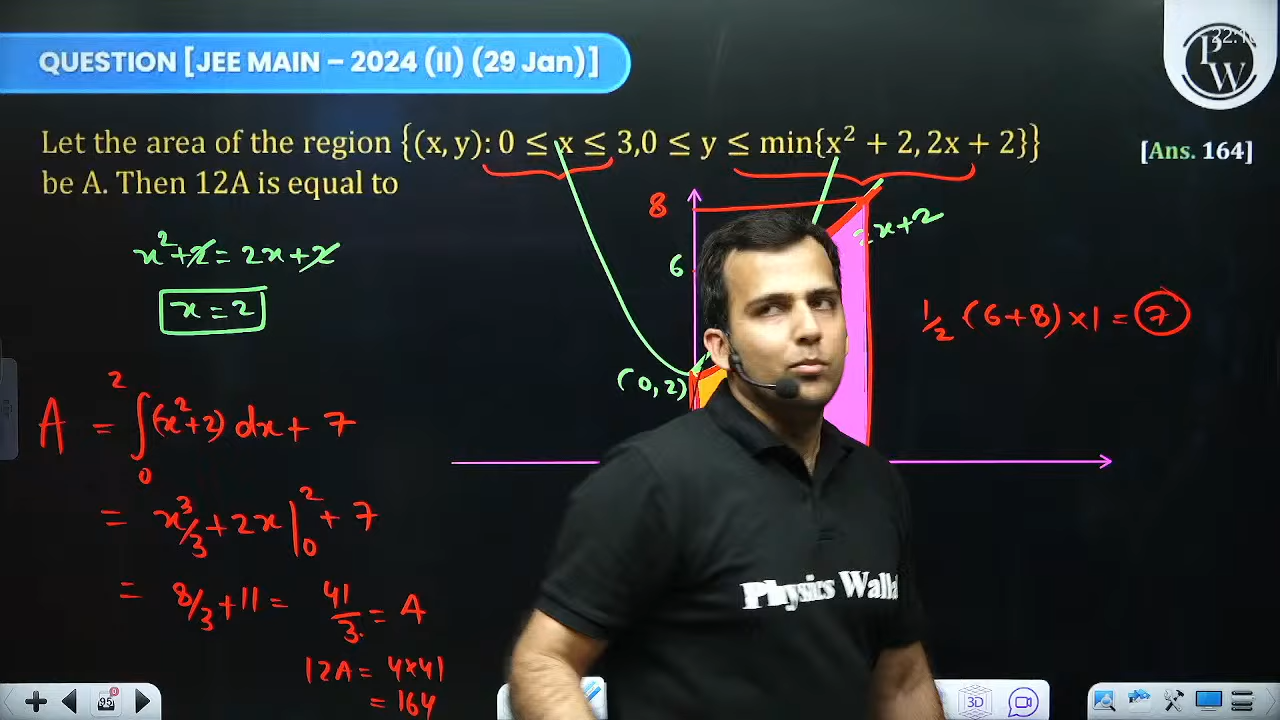 QUESTION [JEE MAIN – 2024 (II) (29 Jan)]
PW
Let the area of the region {(x, y): 0 ≤ x ≤ 3,0 ≤ y ≤ min{x² + 2, 2x + 2}}
[Ans. 164]
be A. Then 12A is equal to
x²+2=2x+2
x=2
8
6
2x+2
(0,2)
1/2 (6+8)×1=7
A = ∫₀² (x²+2) dx + 7
= x³/3 + 2x |₀² + 7
= 8/3 + 11 = 41/3 = A
12A = 4×41
= 164
Physics Walla
95
3D